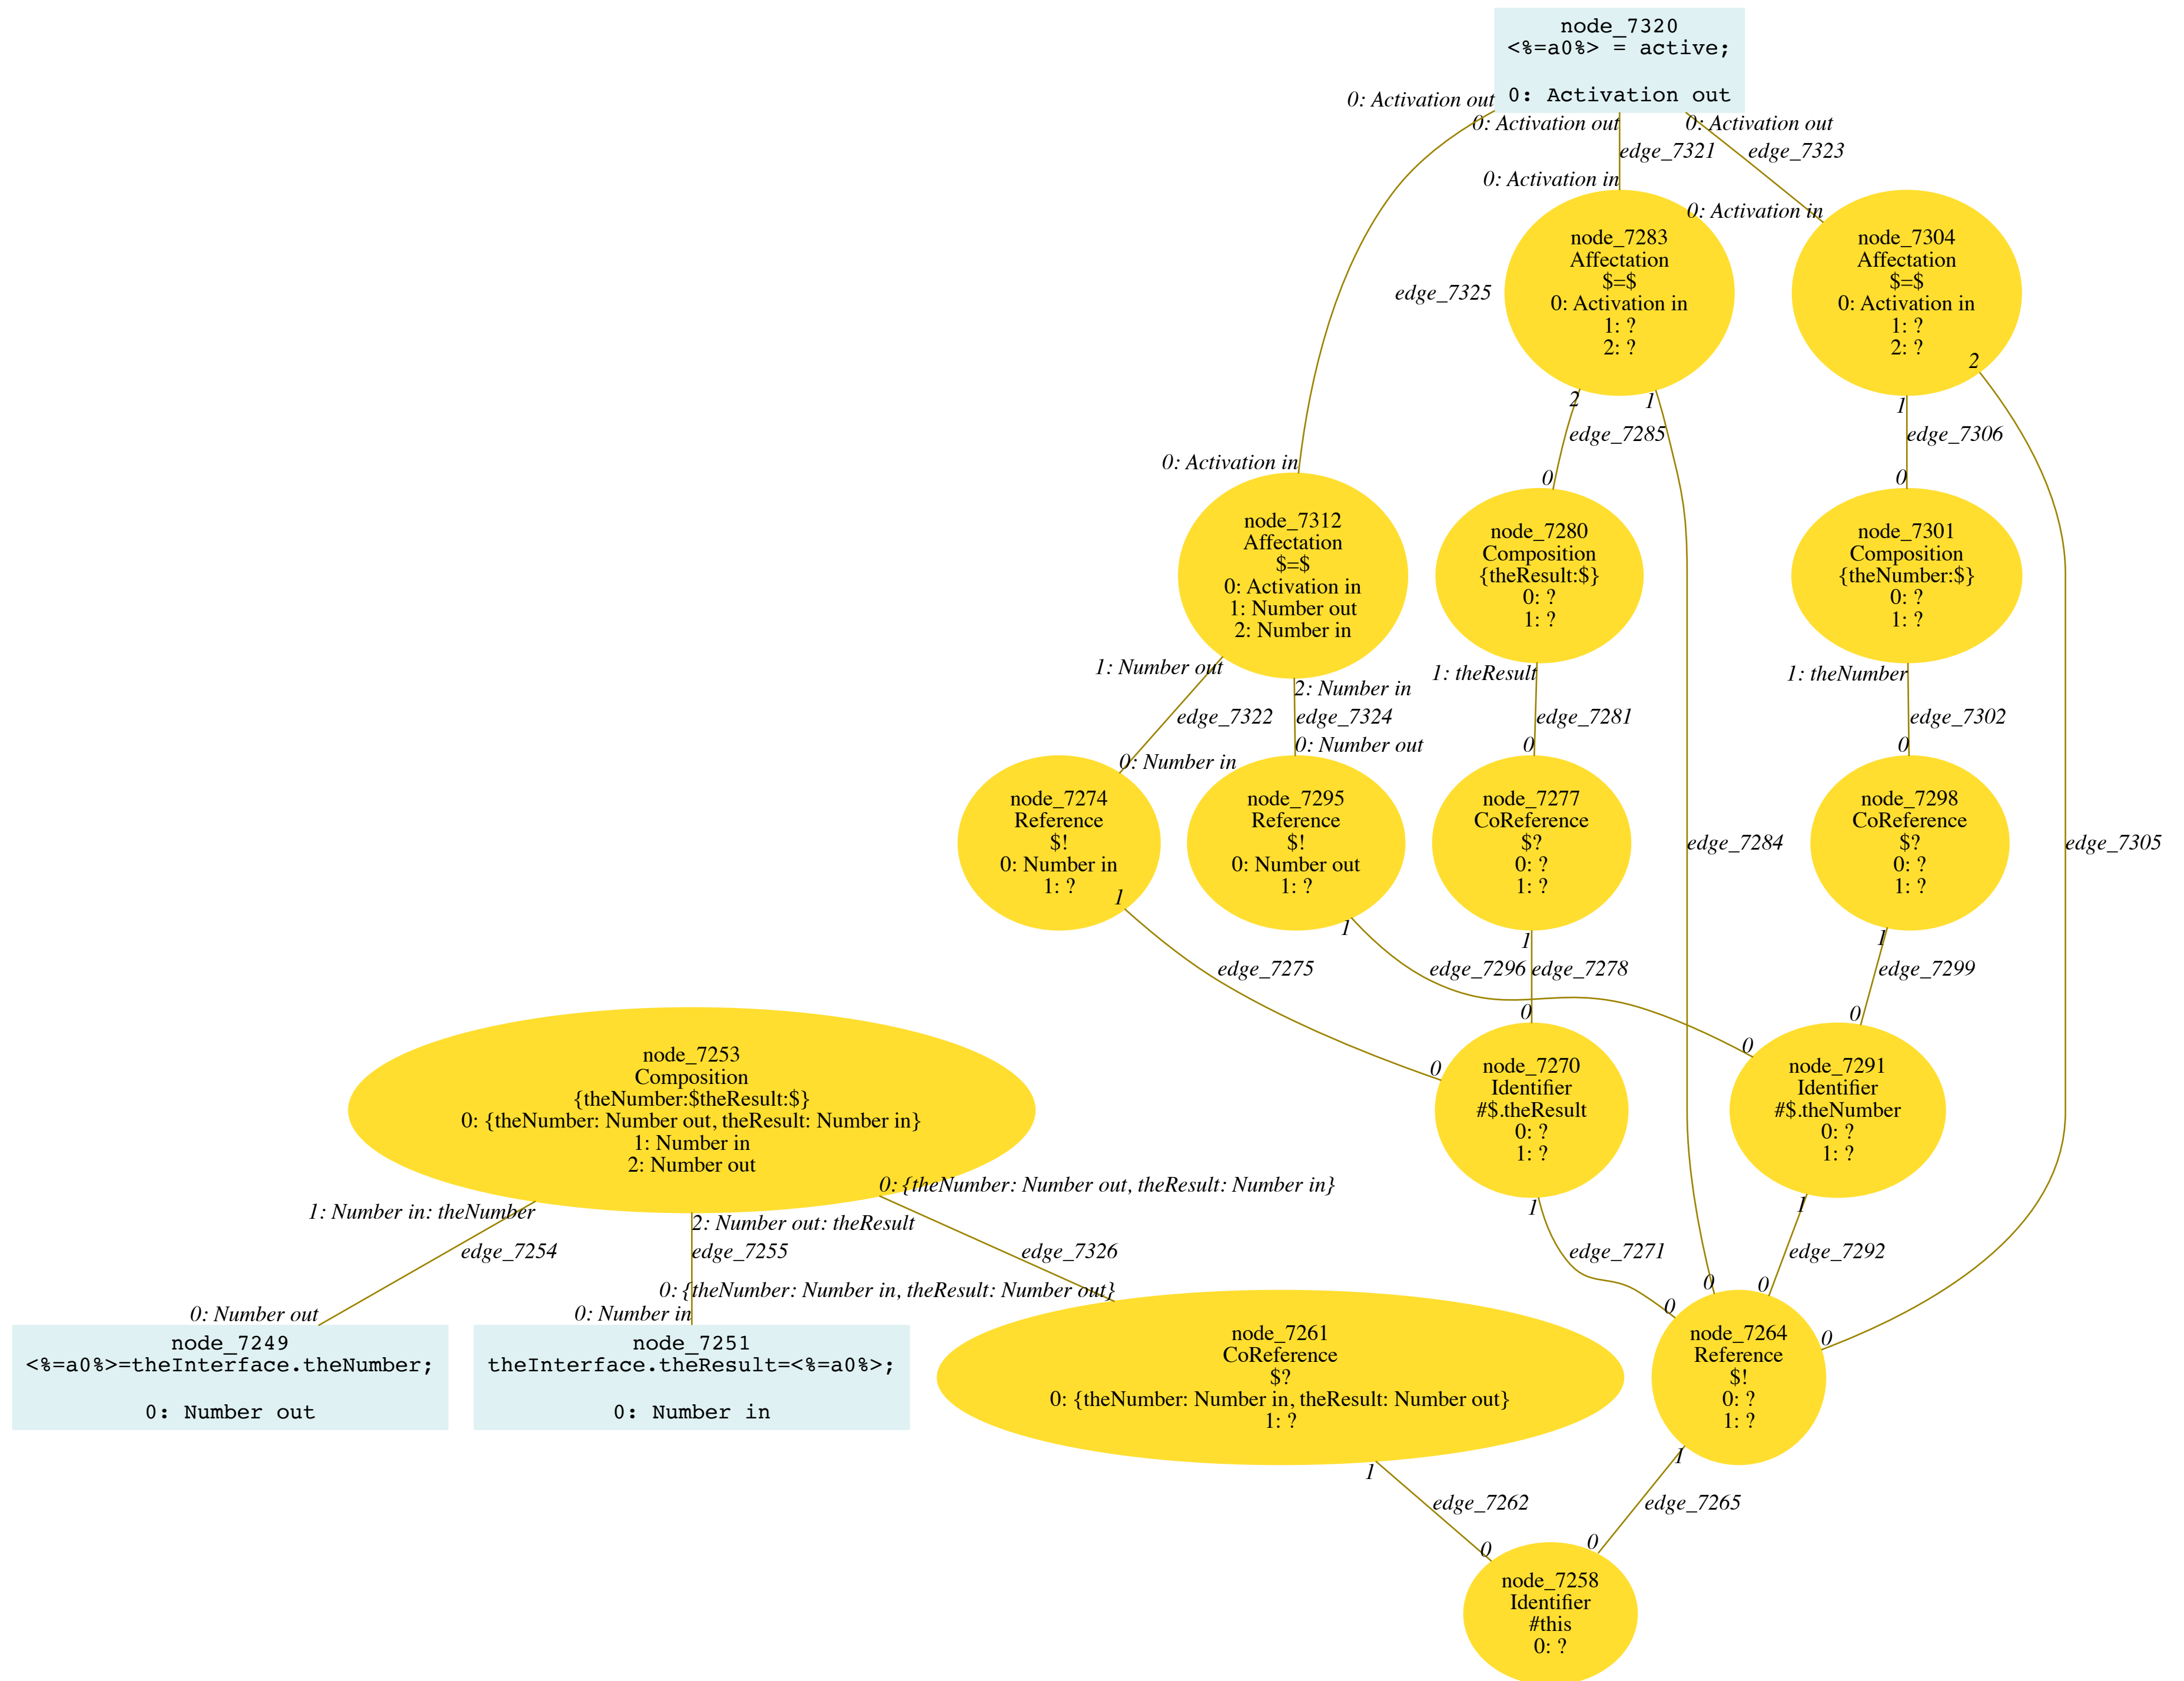 node_7320
<%=a0%> = active;
0: Activation out
0: Activation out
0: Activation out
0: Activation out
edge_7321
edge_7323
0: Activation in
0: Activation in
node_7283
Affectation
$=$
0: Activation in
1: ?
2: ?
node_7304
Affectation
$=$
0: Activation in
1: ?
2: ?
edge_7325
2
2
1
1
edge_7285
edge_7306
0: Activation in
0
0
node_7312
Affectation
$=$
0: Activation in
1: Number out
2: Number in
node_7280
Composition
{theResult:$}
0: ?
1: ?
node_7301
Composition
{theNumber:$}
0: ?
1: ?
1: Number out
2: Number in
1: theResult
1: theNumber
edge_7322
edge_7324
edge_7281
edge_7302
0: Number in
0: Number out
0
0
node_7274
Reference
$!
0: Number in
1: ?
node_7295
Reference
$!
0: Number out
1: ?
node_7277
CoReference
$?
0: ?
1: ?
edge_7284
node_7298
CoReference
$?
0: ?
1: ?
edge_7305
1
1
1
1
edge_7275
edge_7296
edge_7278
edge_7299
0
0
0
0
node_7253
Composition
{theNumber:$theResult:$}
0: {theNumber: Number out, theResult: Number in}
1: Number in
2: Number out
node_7270
Identifier
#$.theResult
0: ?
1: ?
node_7291
Identifier
#$.theNumber
0: ?
1: ?
0: {theNumber: Number out, theResult: Number in}
1: Number in: theNumber
2: Number out: theResult
1
1
edge_7254
edge_7255
edge_7326
edge_7271
edge_7292
0: Number out
0: Number in
0: {theNumber: Number in, theResult: Number out}
0
0
0
0
node_7249
<%=a0%>=theInterface.theNumber;
0: Number out
node_7251
theInterface.theResult=<%=a0%>;
0: Number in
node_7261
CoReference
$?
0: {theNumber: Number in, theResult: Number out}
1: ?
node_7264
Reference
$!
0: ?
1: ?
1
1
edge_7262
edge_7265
0
0
node_7258
Identifier
#this
0: ?